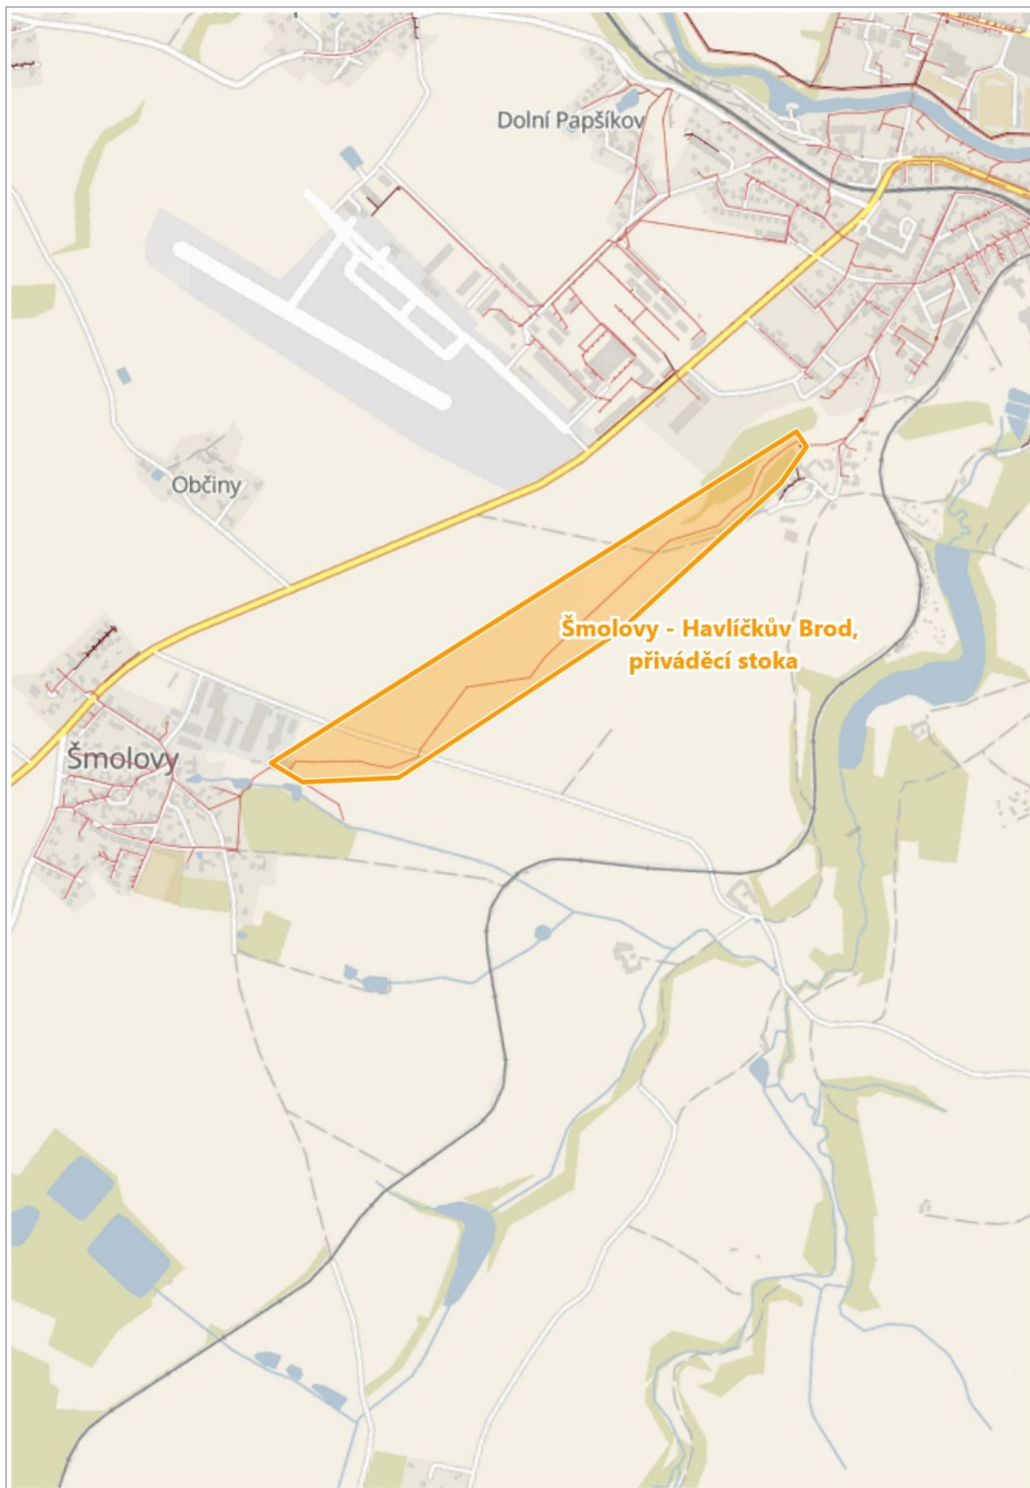 Dolní Papšíkov
Občiny
Šmolovy - Havlíčkův Brod,
přiváděcí stoka
Šmolovy